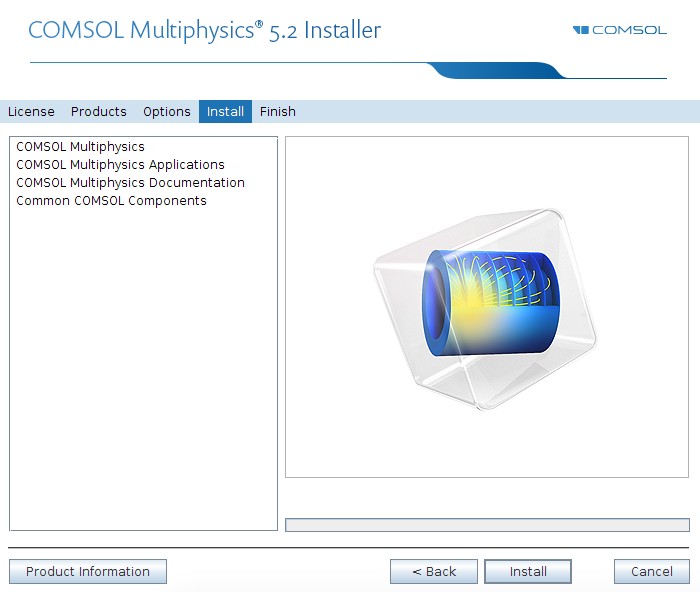 COMSOL Multiphysics® 5.2 Installer
COMSOL
License Products Options Install Finish
COMSOL Multiphysics
COMSOL Multiphysics Applications
COMSOL Multiphysics Documentation
Common COMSOL Components
Product Information < Back Install Cancel